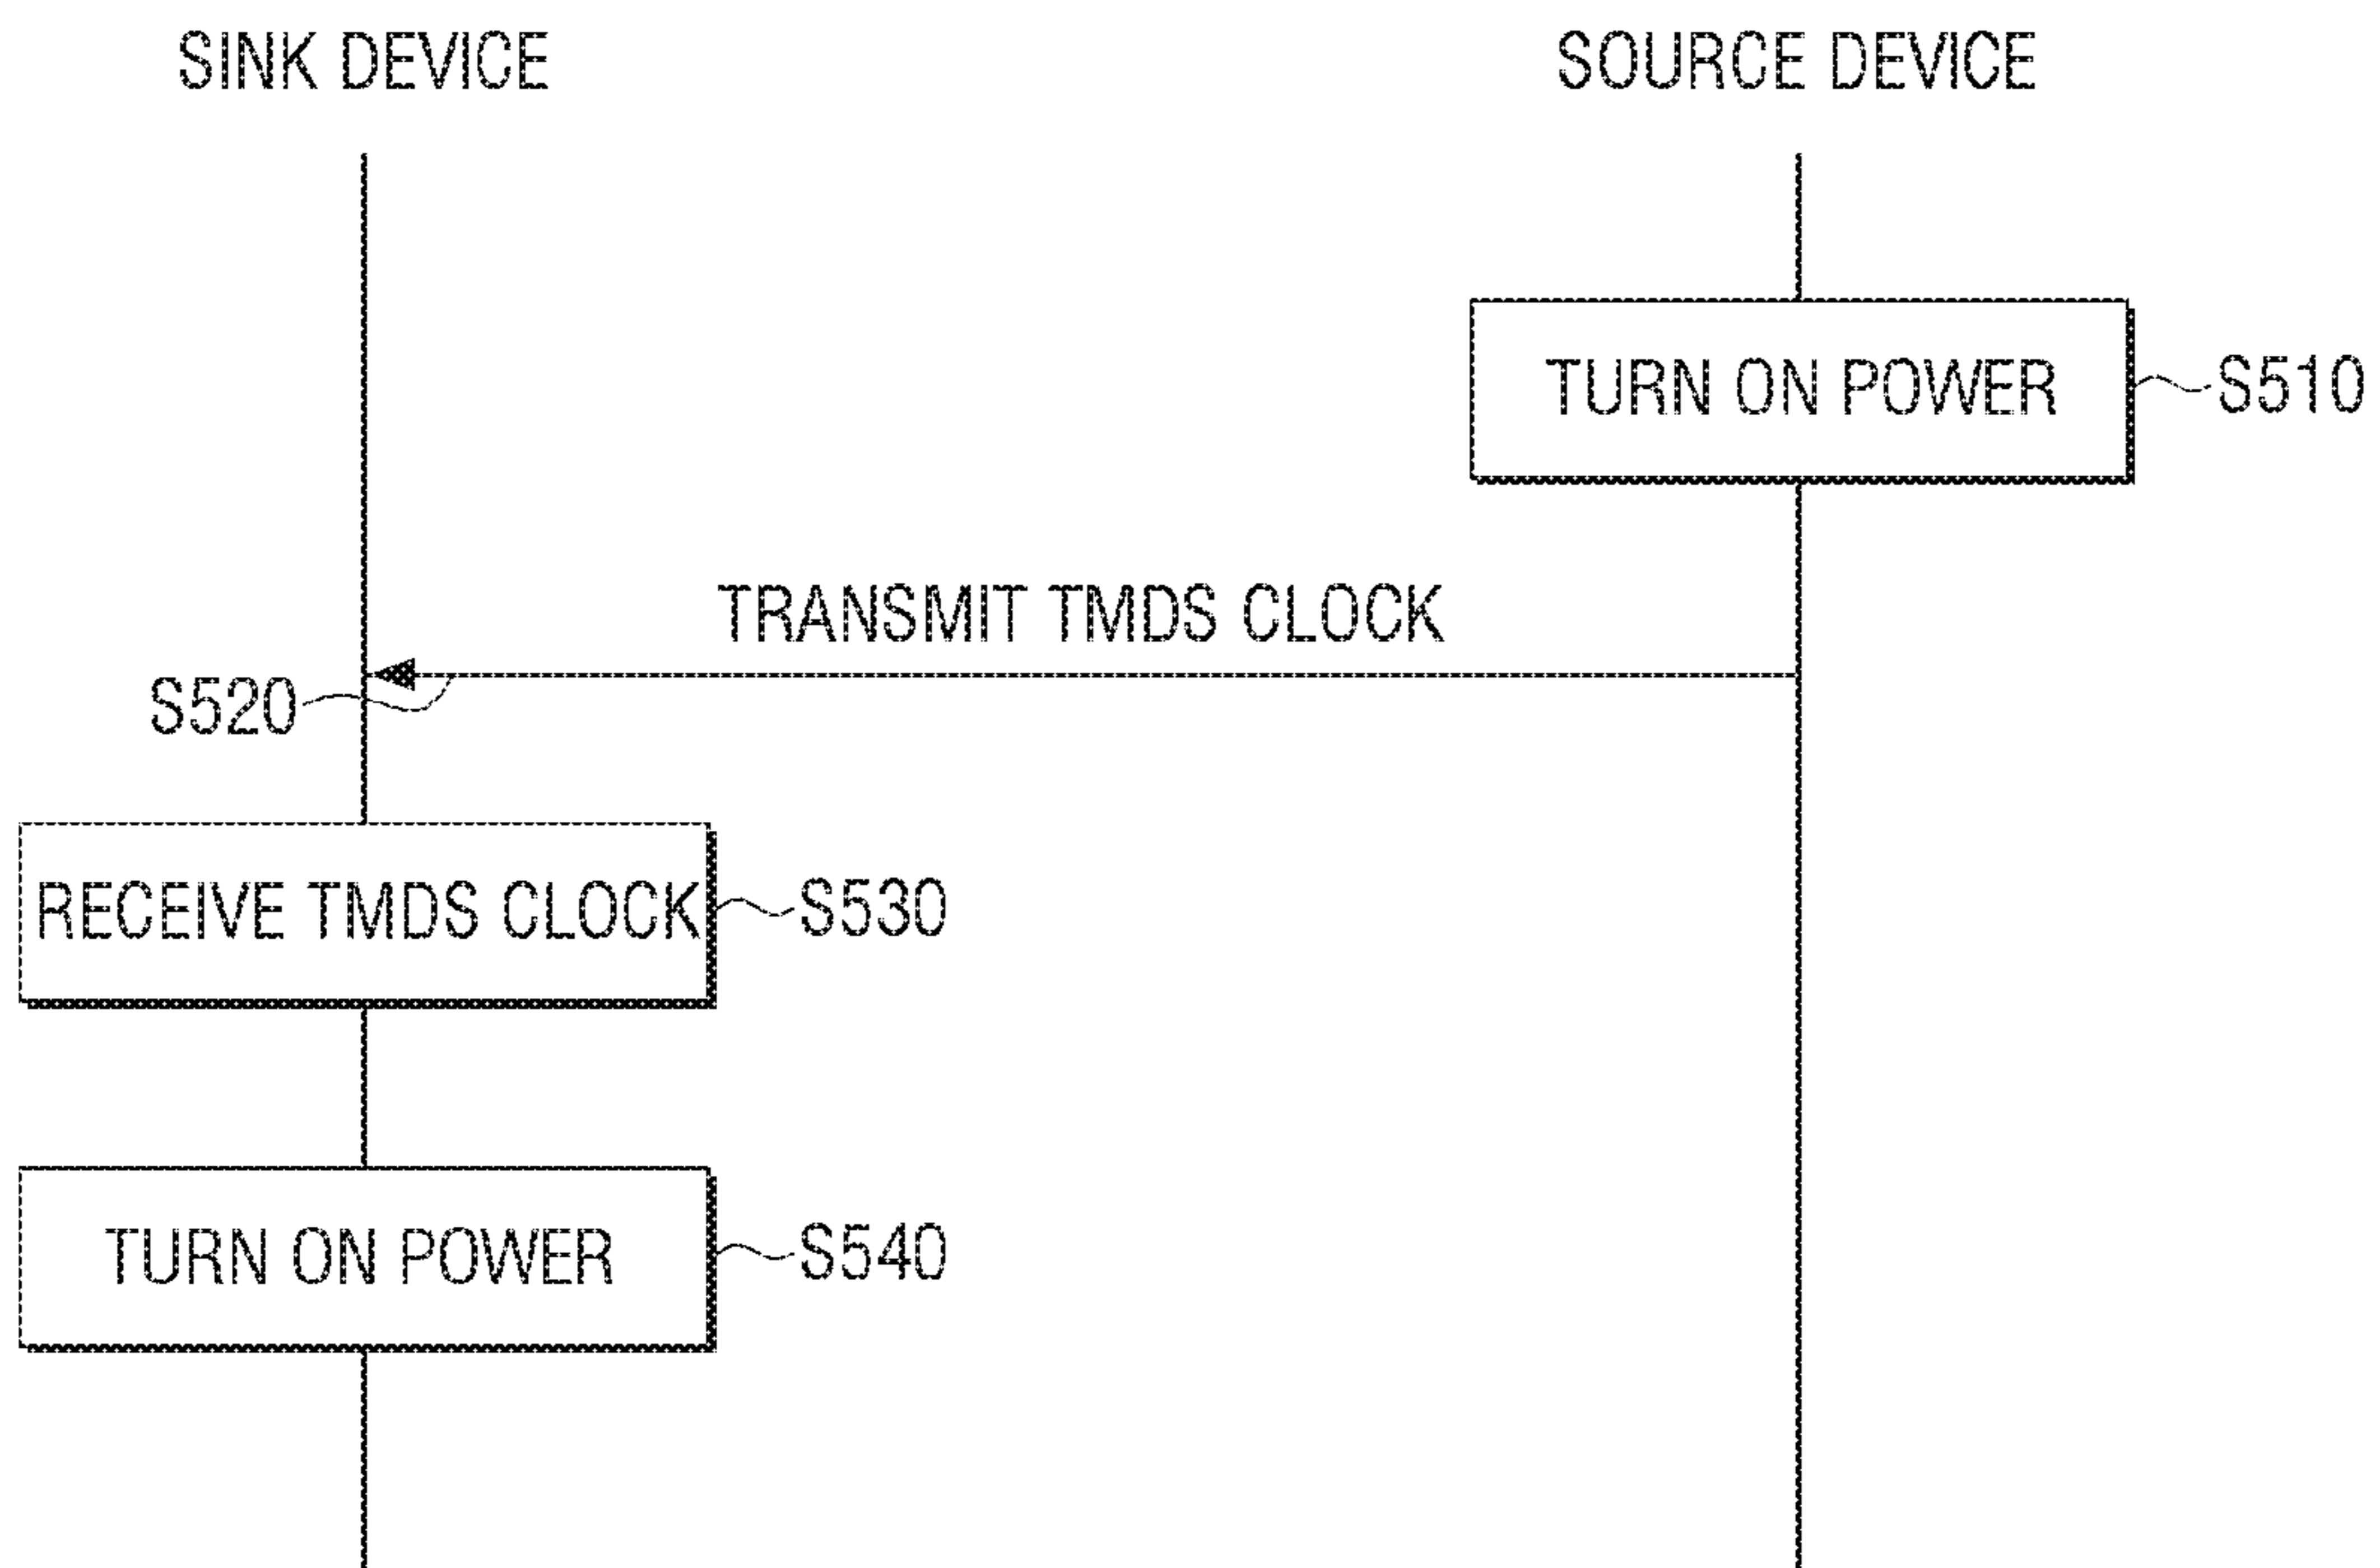 SINK DEVICE
SOURCE DEVICE
TURN ON POWER
S510
TRANSMIT TMDS CLOCK
S520
RECEIVE TMDS CLOCK
S530
TURN ON POWER
S540